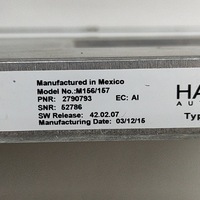 Manufactured in Mexico
Model No.:M156/157
PNR: 2790793 EC: AI
SNR: 52786
SW Release: 42.02.07
Manufacturing Date: 03/12/15
HA
AU
Typ